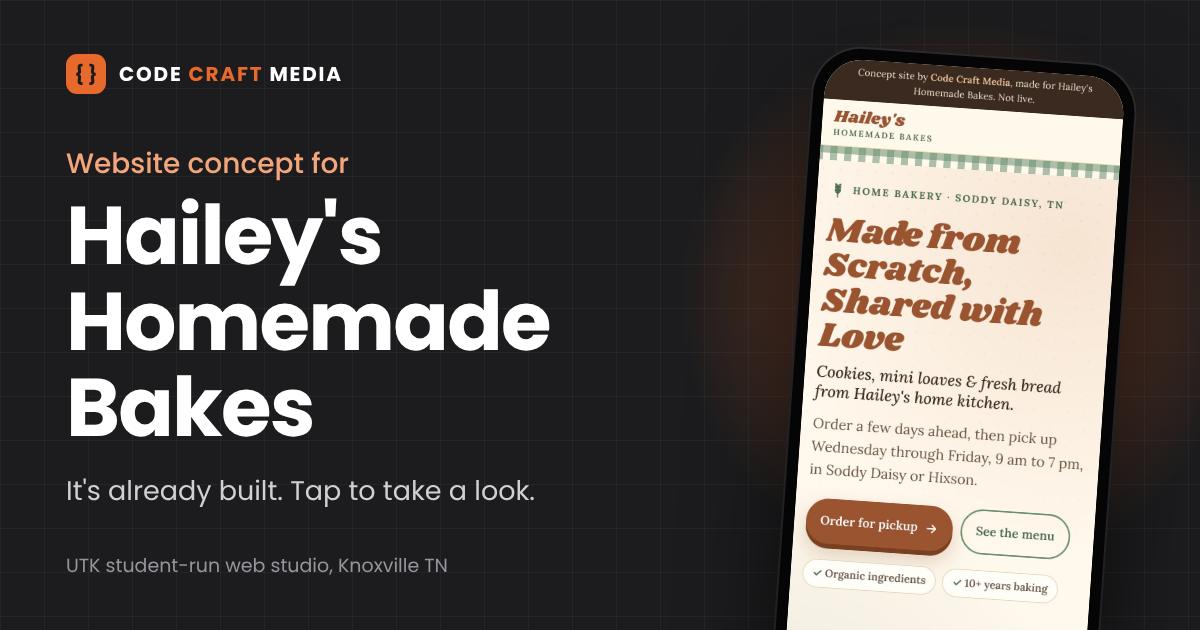 { } CODE CRAFT MEDIA
Website concept for
Hailey's
Homemade
Bakes
It's already built. Tap to take a look.
UTK student-run web studio, Knoxville TN
Concept site by Code Craft Media, made for Hailey's
Homemade Bakes. Not live.
Hailey's
HOMEMADE BAKES
HOME BAKERY · SODDY DAISY, TN
Made from
Scratch,
Shared with
Love
Cookies, mini loaves & fresh bread
from Hailey's home kitchen.
Order a few days ahead, then pick up
Wednesday through Friday, 9 am to 7 pm,
in Soddy Daisy or Hixson.
Order for pickup →
See the menu
✓ Organic ingredients
✓ 10+ years baking